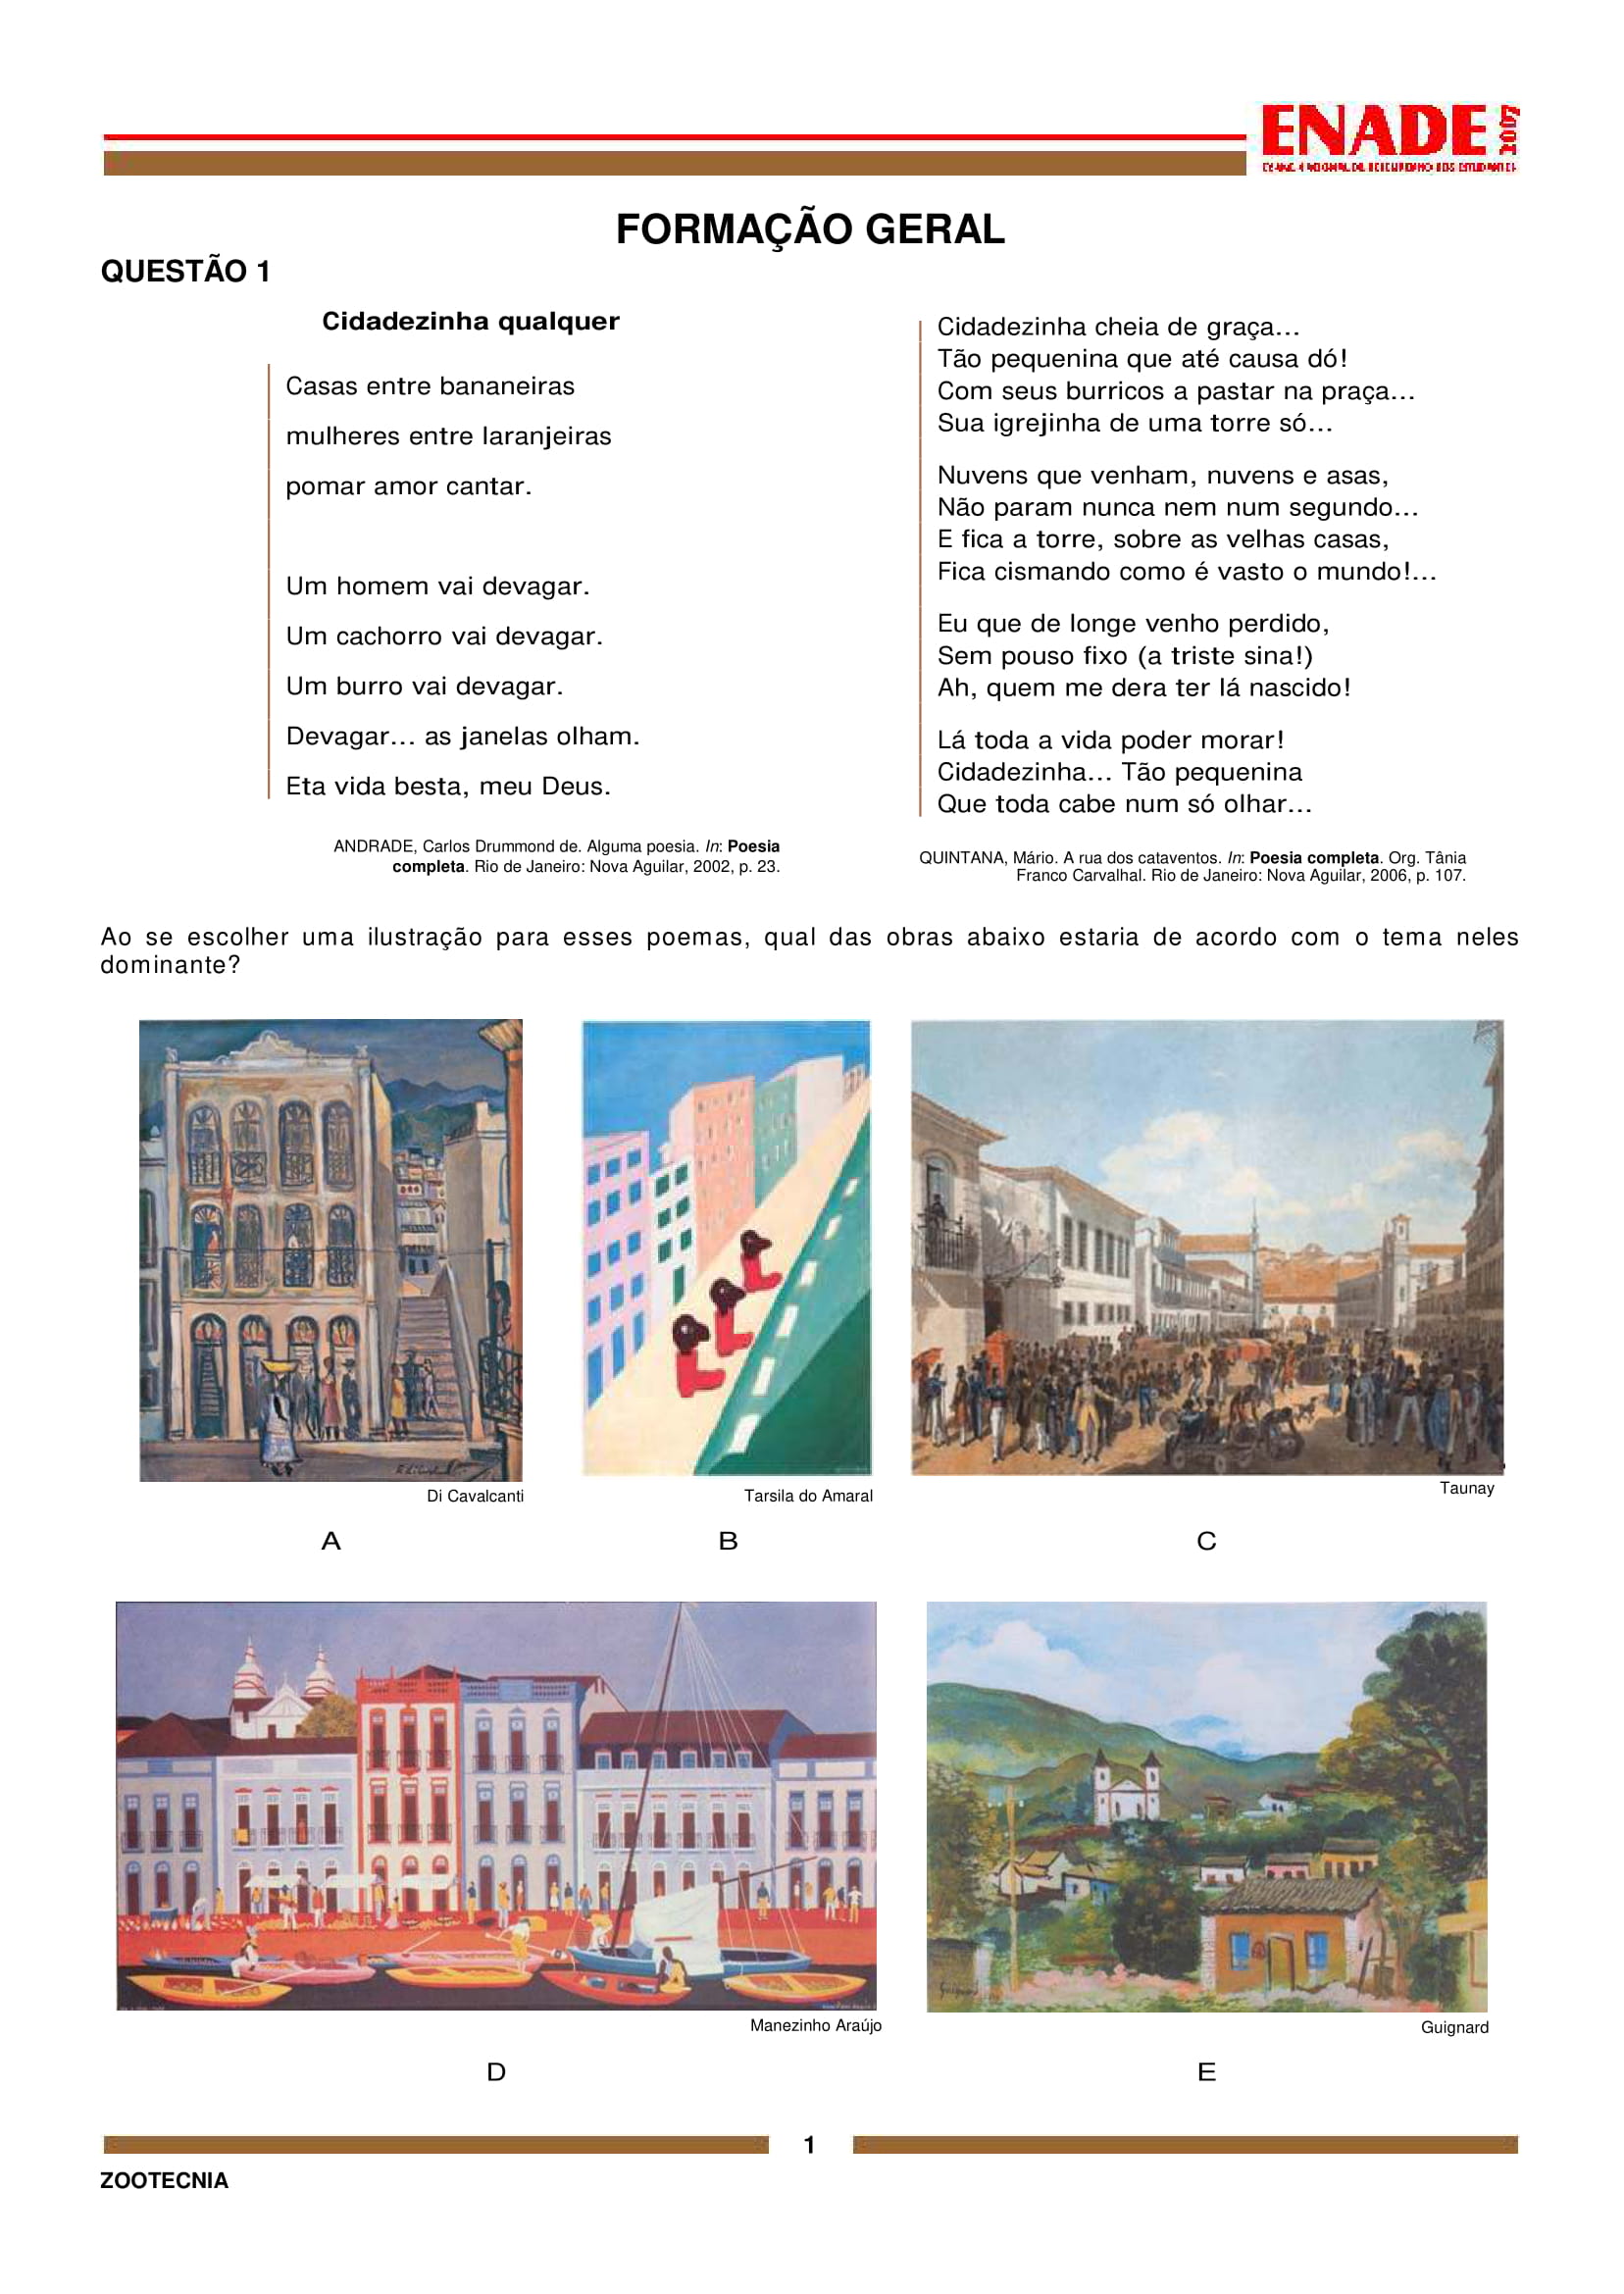 ENADE 2007
FORMAÇÃO GERAL
QUESTÃO 1
Cidadezinha qualquer
Casas entre bananeiras
mulheres entre laranjeiras
pomar amor cantar.
Um homem vai devagar.
Um cachorro vai devagar.
Um burro vai devagar.
Devagar... as janelas olham.
Eta vida besta, meu Deus.
ANDRADE, Carlos Drummond de. Alguma poesia. In: Poesia
completa. Rio de Janeiro: Nova Aguilar, 2002, p. 23.
Cidadezinha cheia de graça...
Tão pequenina que até causa dó!
Com seus burricos a pastar na praça...
Sua igrejinha de uma torre só...
Nuvens que venham, nuvens e asas,
Não param nunca nem num segundo...
E fica a torre, sobre as velhas casas,
Fica cismando como é vasto o mundo!...
Eu que de longe venho perdido,
Sem pouso fixo (a triste sina!)
Ah, quem me dera ter lá nascido!
Lá toda a vida poder morar!
Cidadezinha... Tão pequenina
Que toda cabe num só olhar...
QUINTANA, Mário. A rua dos cataventos. In: Poesia completa. Org. Tânia
Franco Carvalhal. Rio de Janeiro: Nova Aguilar, 2006, p. 107.
Ao se escolher uma ilustração para esses poemas, qual das obras abaixo estaria de acordo com o tema neles
dominante?
Di Cavalcanti
A
Tarsila do Amaral
B
Taunay
C
Manezinho Araújo
D
Guignard
E
1
ZOOTECNIA